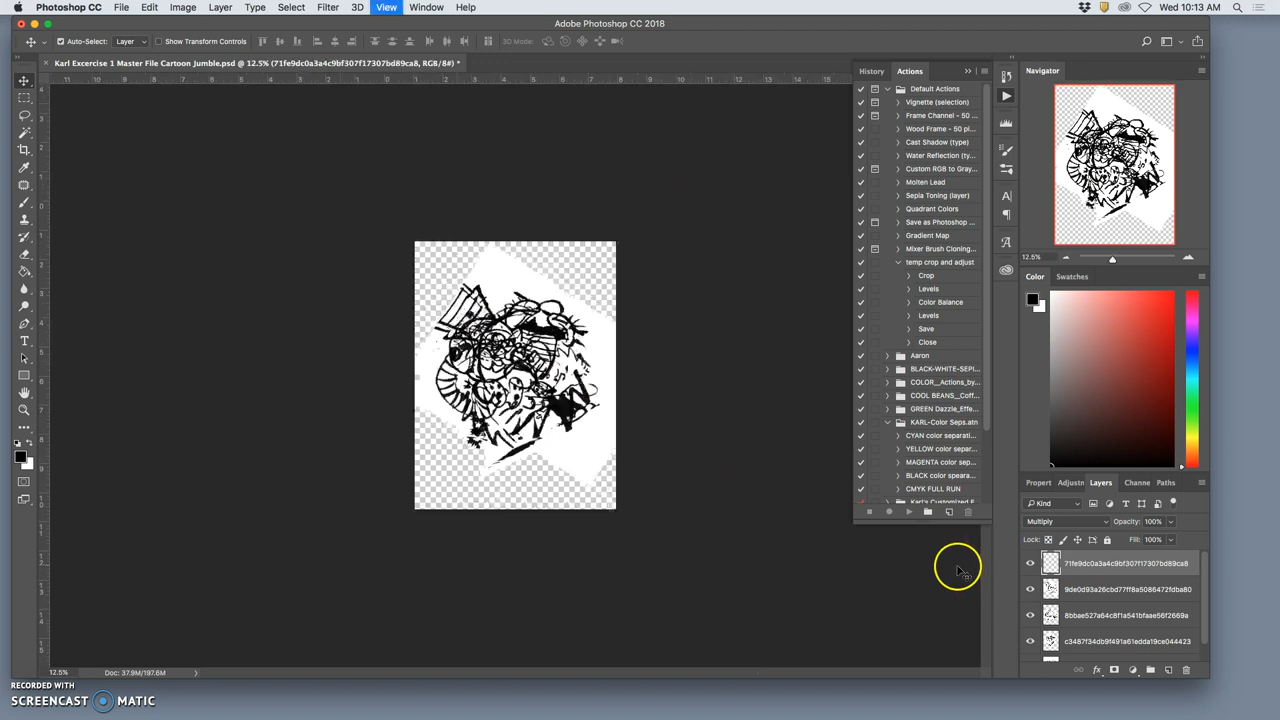 Photoshop CC File Edit Image Layer Type Select Filter 3D View Window Help
Wed 10:13 AM
Adobe Photoshop CC 2018
Auto-Select: Layer Show Transform Controls 3D Mode:
Karl Excercise 1 Master File Cartoon Jumble.psd @ 12.5% (71fe9dc0a3a4c9bf307f17307bd89ca8, RGB/8#) *
History Actions
Default Actions
Vignette (selection)
Frame Channel - 50 ...
Wood Frame - 50 pi...
Cast Shadow (type)
Water Reflection (ty...
Custom RGB to Gray...
Molten Lead
Sepia Toning (layer)
Quadrant Colors
Save as Photoshop ...
Gradient Map
Mixer Brush Cloning...
temp crop and adjust
Crop
Levels
Color Balance
Levels
Save
Close
Aaron
BLACK-WHITE-SEPI...
COLOR__Actions_by...
COOL BEANS__Coff...
GREEN Dazzle_Effe...
KARL-Color Seps.atn
CYAN color separati...
YELLOW color separ...
MAGENTA color sep...
BLACK color speara...
CMYK FULL RUN
Navigator
12.5%
Color Swatches
Propert Adjustn Layers Channe Paths
Kind
Multiply Opacity: 100%
Lock: Fill: 100%
71fe9dc0a3a4c9bf307f17307bd89ca8
9de0d93a26cbd77ff8a5086472fdba80
8bbae527a64c8f1a541bfaae56f2669a
c3487f34db9f491a61edda19ce044423
12.5% Doc: 37.9M/197.6M
RECORDED WITH
SCREENCAST MATIC